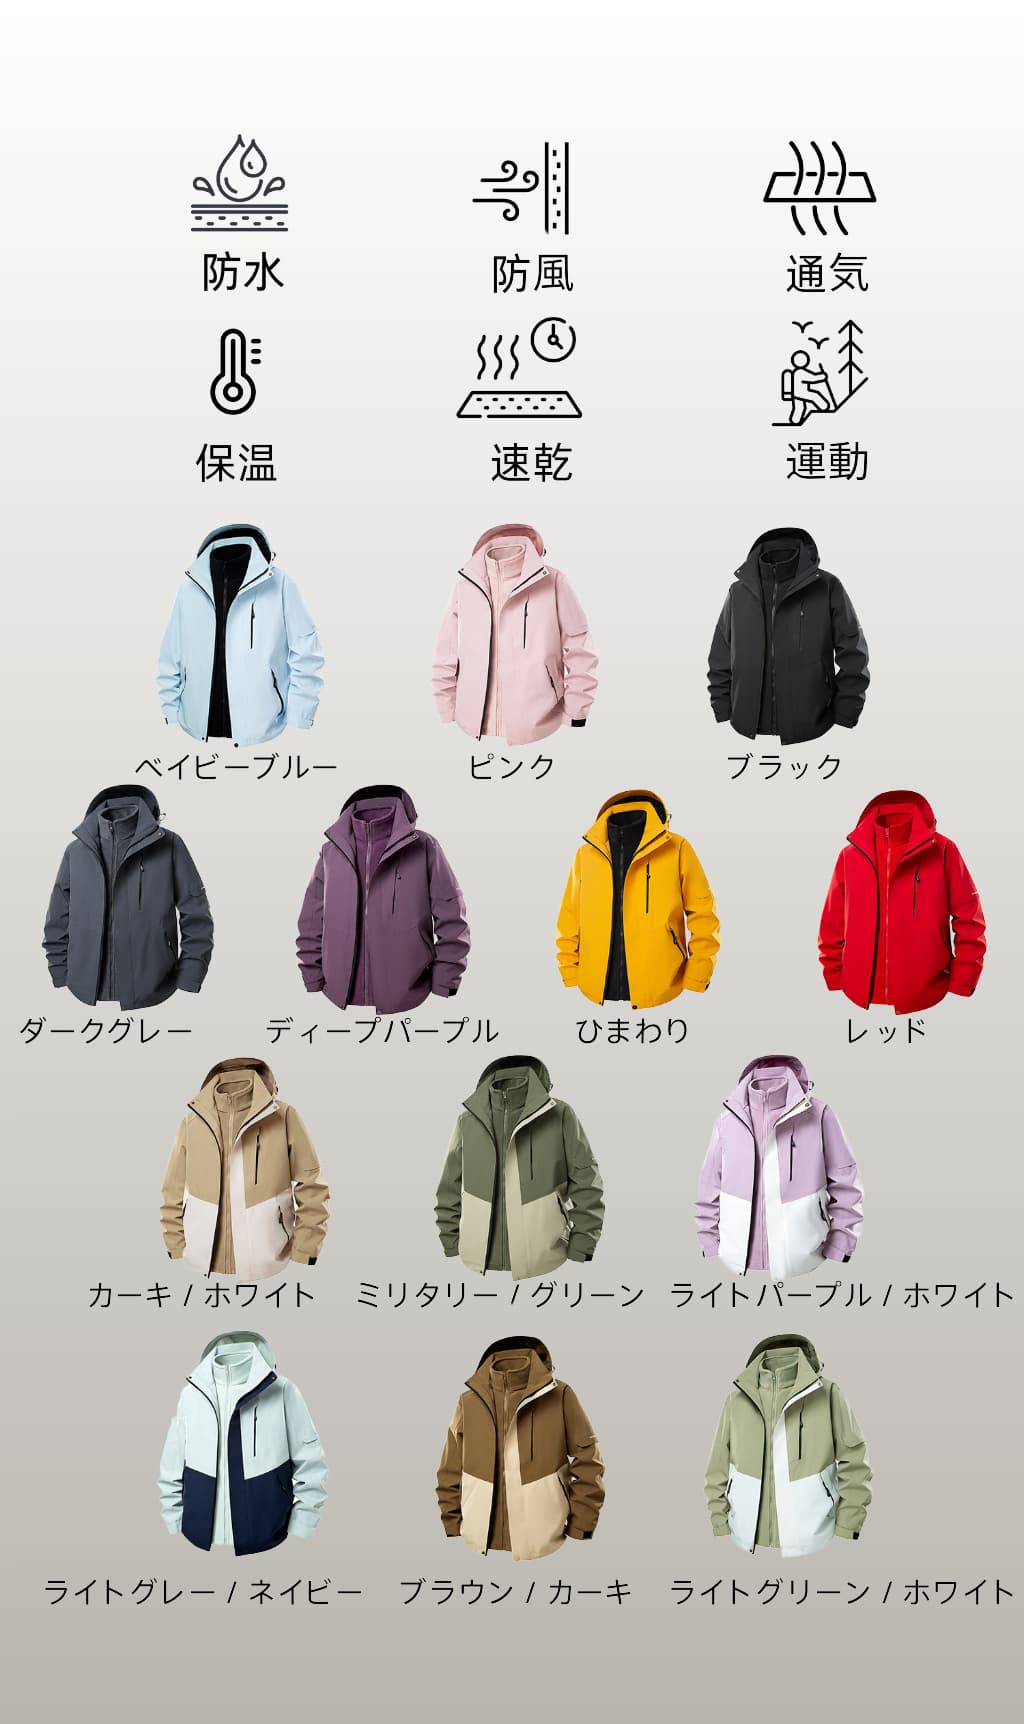 防水 防風 通気
保温 速乾 運動
ベイビーブルー ピンク ブラック
ダークグレー ディープパープル ひまわり レッド
カーキ / ホワイト ミリタリー / グリーン ライトパープル / ホワイト
ライトグレー / ネイビー ブラウン / カーキ ライトグリーン / ホワイト